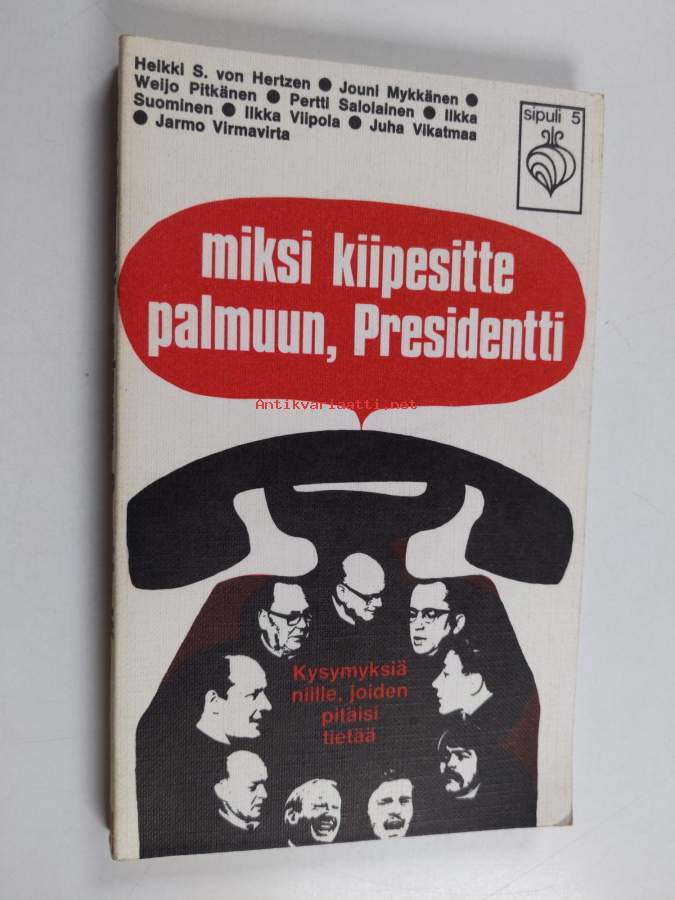 Heikki S. von Hertzen ● Jouni Mykkänen ●
Weijo Pitkänen ● Pertti Salolainen ● Ilkka
Suominen ● Ilkka Viipola ● Juha Vikatmaa
● Jarmo Virmavirta
sipuli 5
miksi kiipesitte
palmuun, Presidentti
Antikvariaatti.net
Kysymyksiä
niille, joiden
pitäisi
tietää